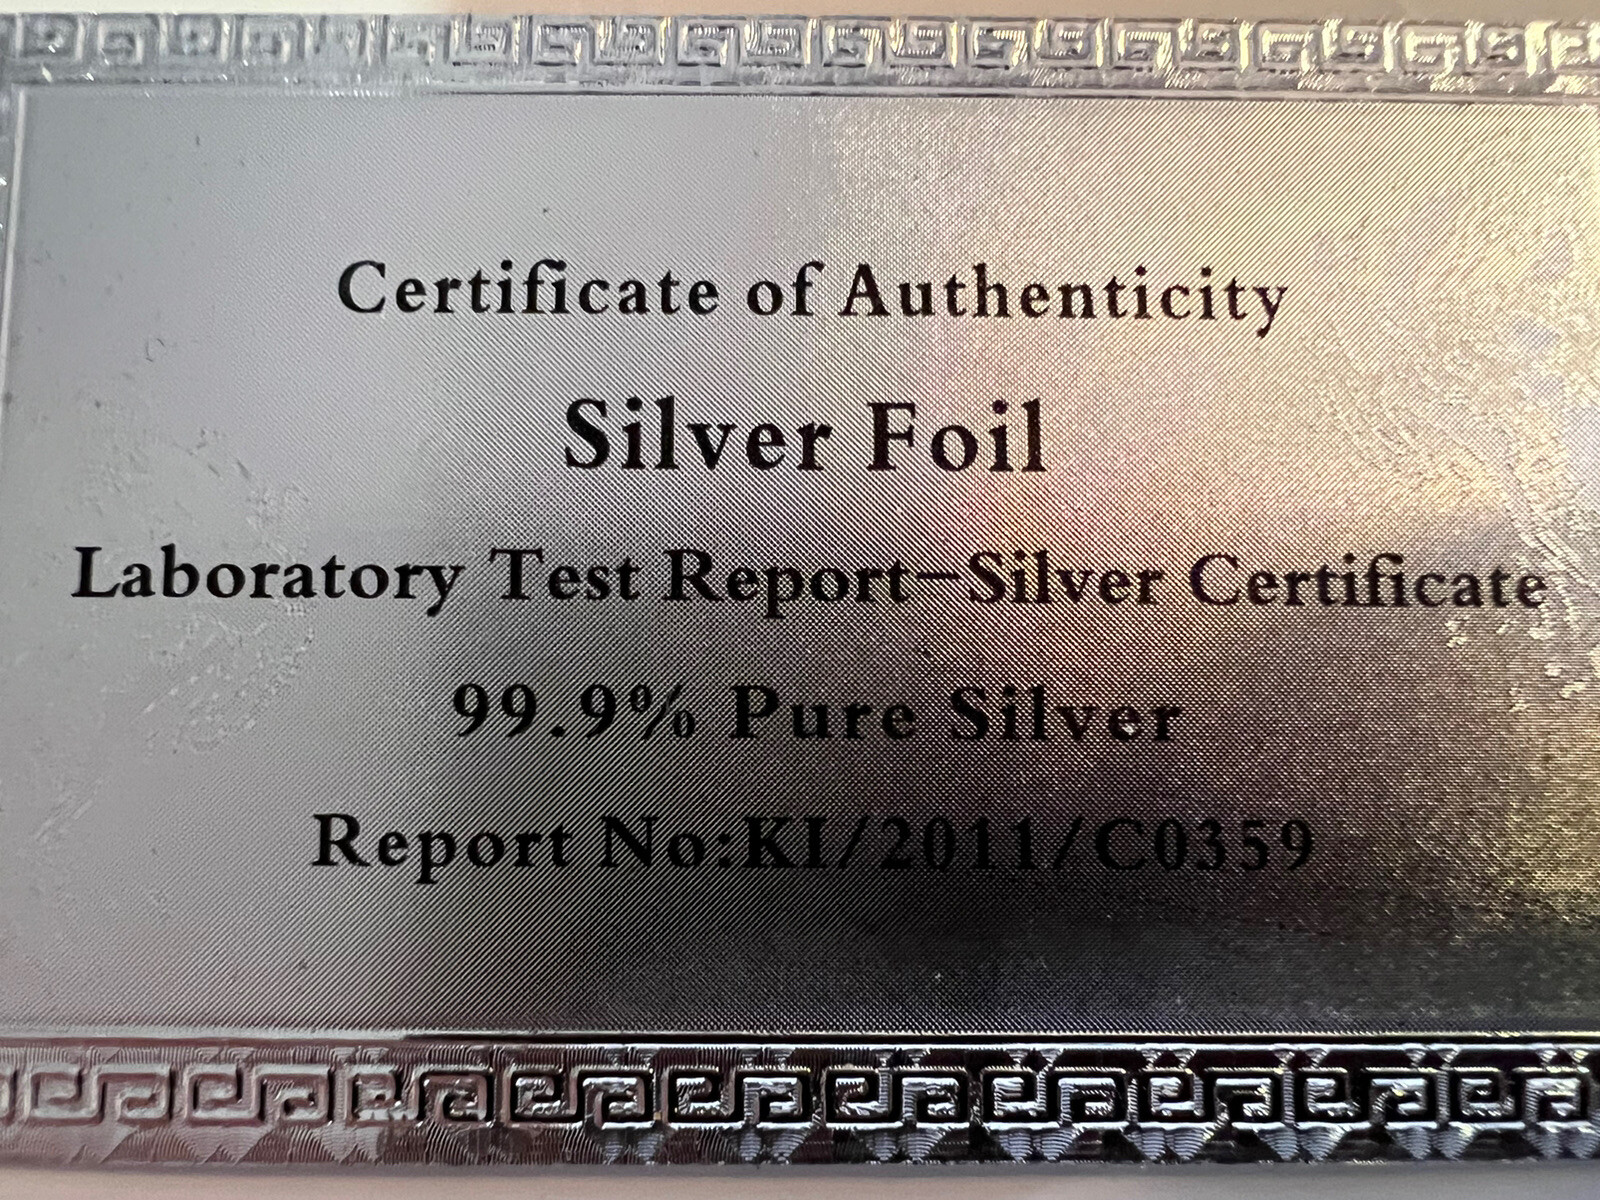 Certificate of Authenticity
Silver Foil
Laboratory Test Report-Silver Certificate
99.9% Pure Silver
Report No:KI/2011/C0359